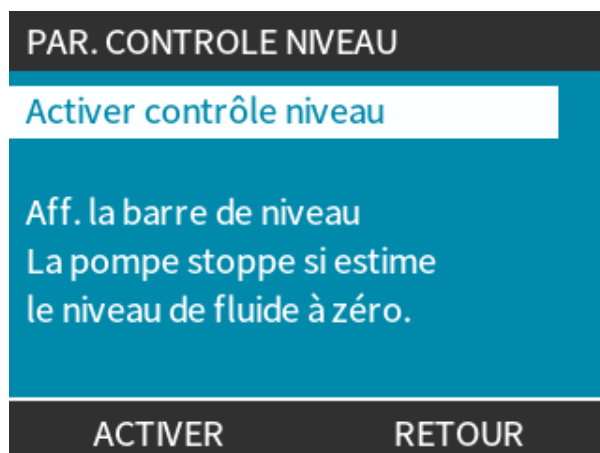 PAR. CONTROLE NIVEAU
Activer contrôle niveau
Aff. la barre de niveau
La pompe stoppe si estime
le niveau de fluide à zéro.
ACTIVER RETOUR